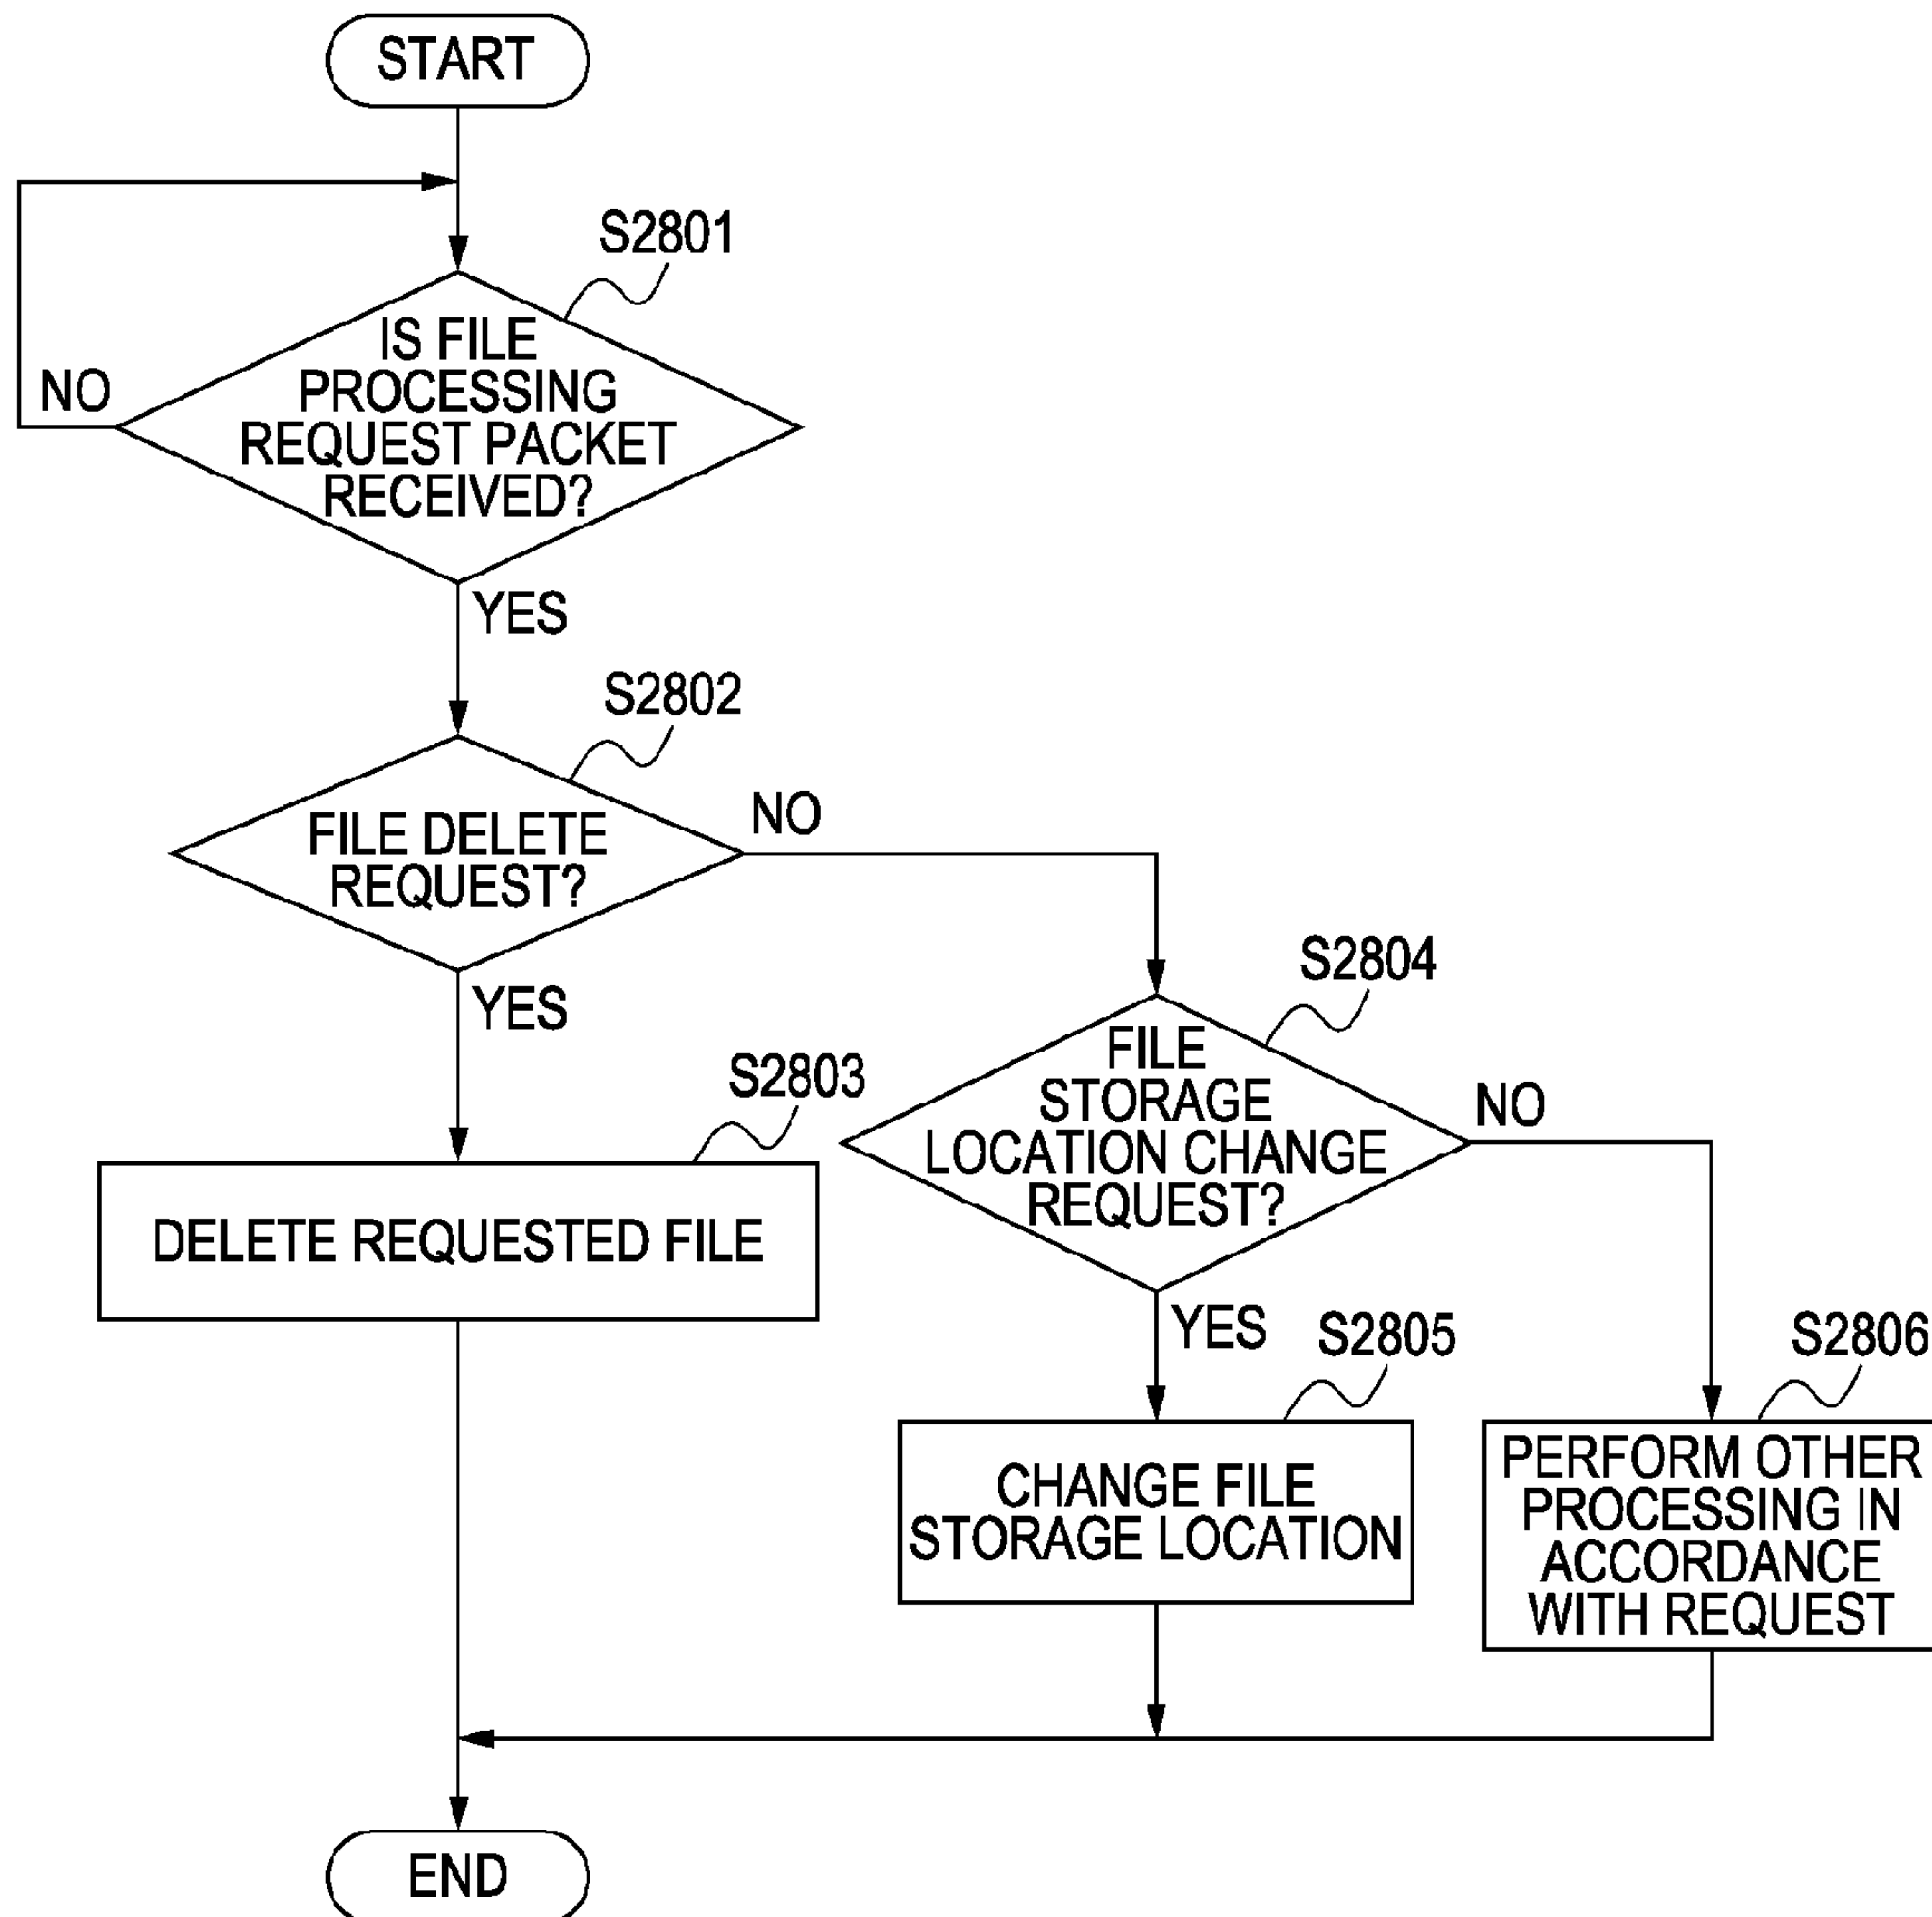 START
S2801
IS FILE
PROCESSING
REQUEST PACKET
RECEIVED?
NO
YES
S2802
FILE DELETE
REQUEST?
NO
YES
S2803
DELETE REQUESTED FILE
S2804
FILE
STORAGE
LOCATION CHANGE
REQUEST?
NO
YES
S2805
CHANGE FILE
STORAGE LOCATION
S2806
PERFORM OTHER
PROCESSING IN
ACCORDANCE
WITH REQUEST
END